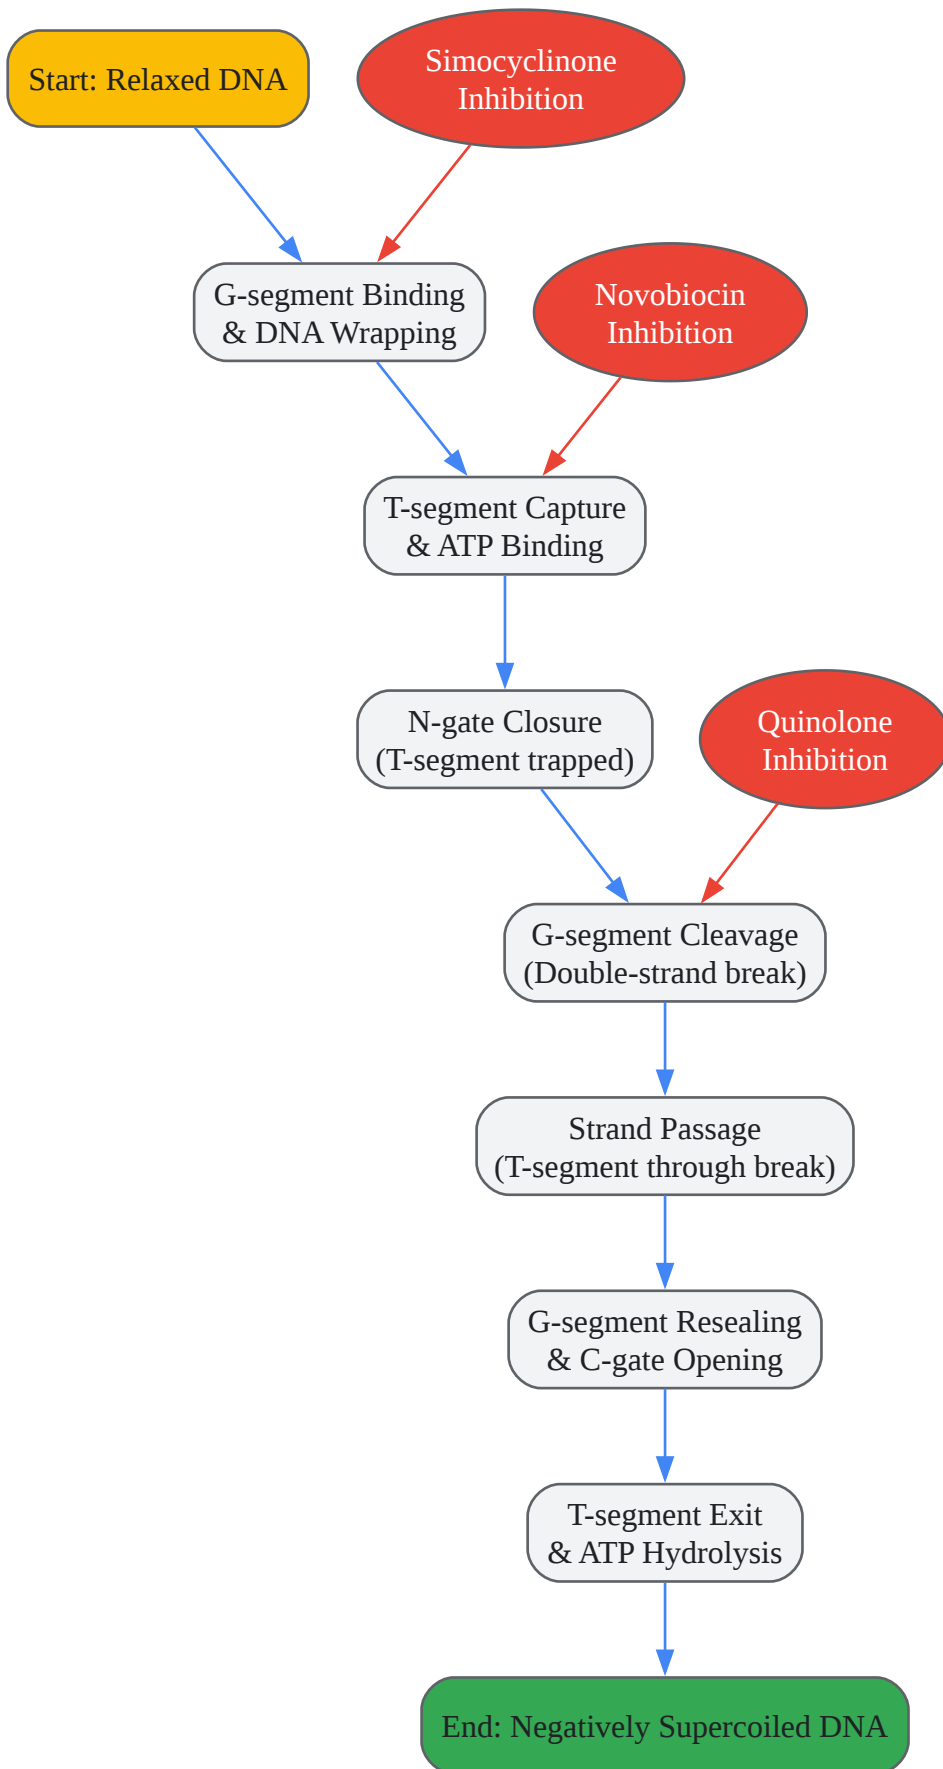 Start: Relaxed DNA
Simocyclinone
Inhibition
G-segment Binding
& DNA Wrapping
Novobiocin
Inhibition
T-segment Capture
& ATP Binding
N-gate Closure
(T-segment trapped)
Quinolone
Inhibition
G-segment Cleavage
(Double-strand break)
Strand Passage
(T-segment through break)
G-segment Resealing
& C-gate Opening
T-segment Exit
& ATP Hydrolysis
End: Negatively Supercoiled DNA